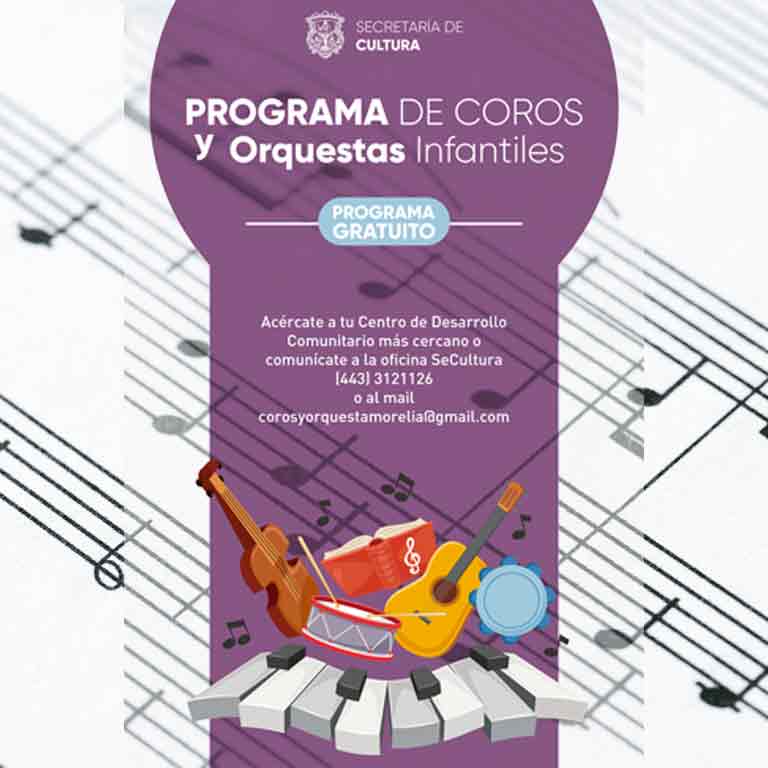 SECRETARÍA DE
CULTURA
PROGRAMA DE COROS
y Orquestas Infantiles
PROGRAMA
GRATUITO
Acércate a tu Centro de Desarrollo
Comunitario más cercano o
comunícate a la oficina SeCultura
(443) 3121126
o al mail
corosyorquestamorelia@gmail.com